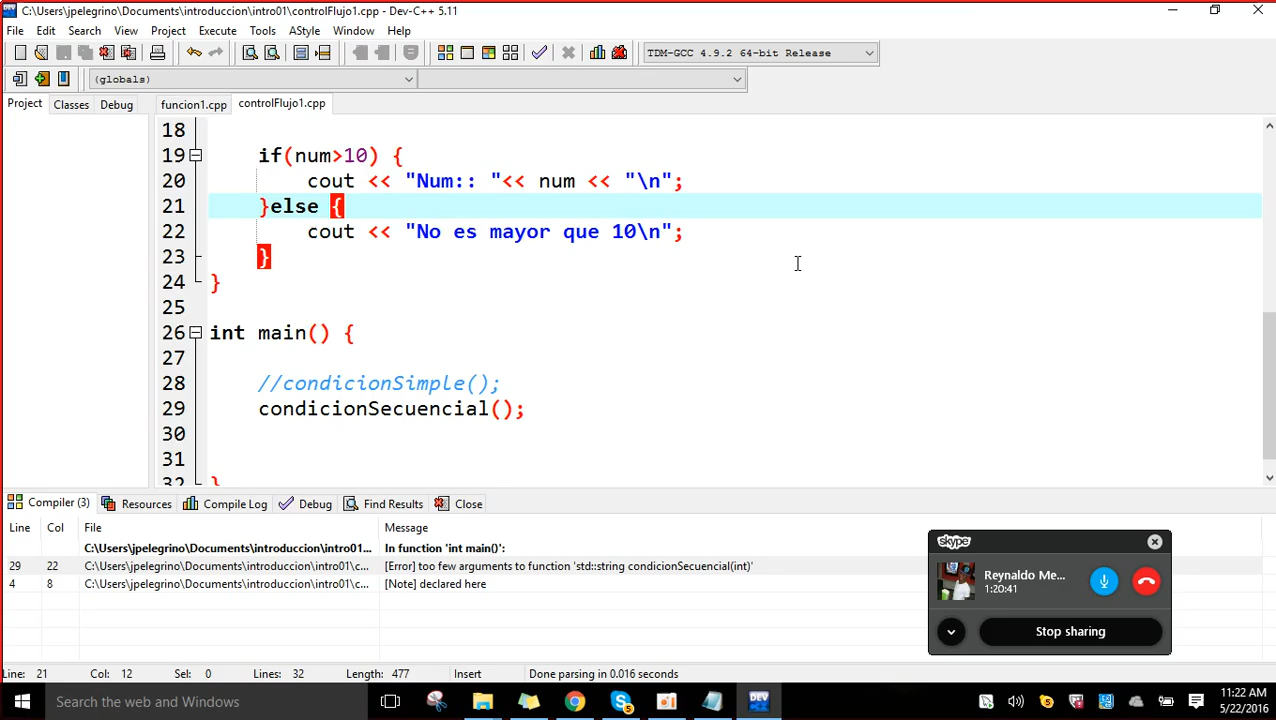 C:\Users\jpelegrino\Documents\introduccion\intro01\controlFlujo1.cpp - Dev-C++ 5.11
File Edit Search View Project Execute Tools AStyle Window Help
TDM-GCC 4.9.2 64-bit Release
(globals)
Project Classes Debug funcion1.cpp controlFlujo1.cpp
18
19 if(num>10) {
20 cout << "Num:: "<< num << "\n";
21 }else {
22 cout << "No es mayor que 10\n";
23 }
24 }
25
26 int main() {
27
28 //condicionSimple();
29 condicionSecuencial();
30
31
32 }
Compiler (3) Resources Compile Log Debug Find Results Close
Line Col File Message
C:\Users\jpelegrino\Documents\introduccion\intro01... In function 'int main()':
29 22 C:\Users\jpelegrino\Documents\introduccion\intro01\c... [Error] too few arguments to function 'std::string condicionSecuencial(int)'
4 8 C:\Users\jpelegrino\Documents\introduccion\intro01\c... [Note] declared here
skype
Reynaldo Me...
1:20:41
Stop sharing
Line: 21 Col: 12 Sel: 0 Lines: 32 Length: 477 Insert Done parsing in 0.016 seconds
Search the web and Windows
DEV
11:22 AM
5/22/2016